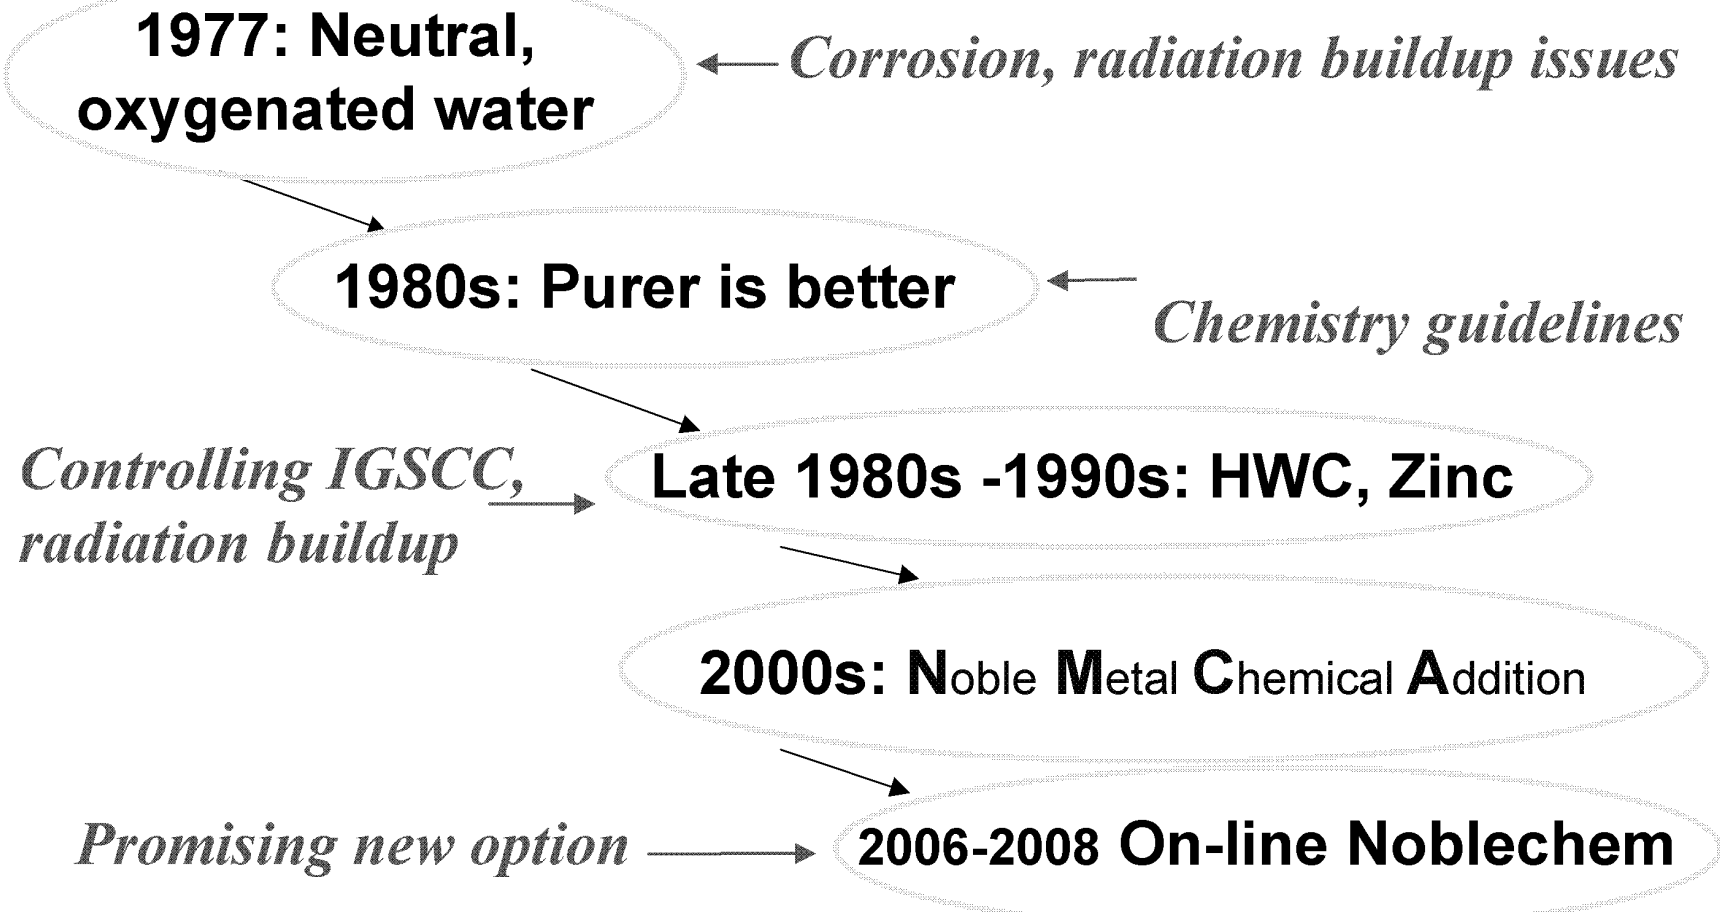 1977: Neutral,
oxygenated water
Corrosion, radiation buildup issues
1980s: Purer is better
Chemistry guidelines
Controlling IGSCC,
radiation buildup
Late 1980s -1990s: HWC, Zinc
2000s: Noble Metal Chemical Addition
Promising new option
2006-2008 On-line Noblechem